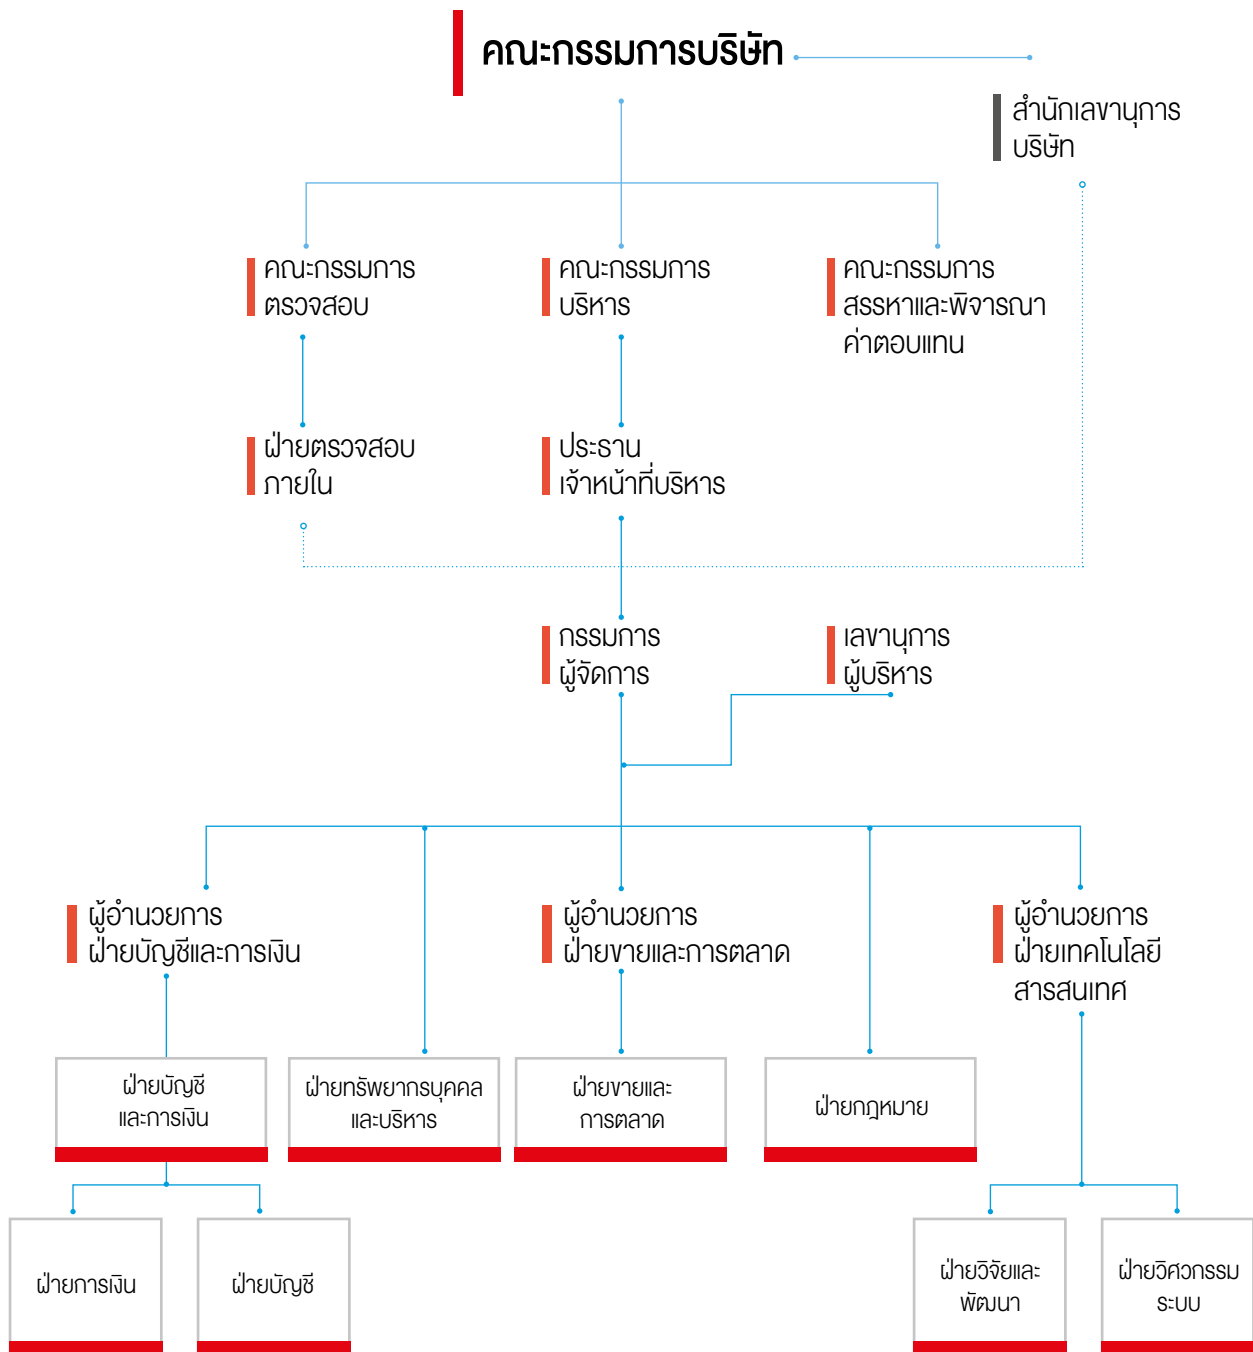 คณะกรรมการบริษัท
สำนักเลขานุการ
บริษัท
คณะกรรมการ
ตรวจสอบ
คณะกรรมการ
บริหาร
คณะกรรมการ
สรรหาและพิจารณา
ค่าตอบแทน
ฝ่ายตรวจสอบ
ภายใน
ประธาน
เจ้าหน้าที่บริหาร
กรรมการ
ผู้จัดการ
เลขานุการ
ผู้บริหาร
ผู้อำนวยการ
ฝ่ายบัญชีและการเงิน
ผู้อำนวยการ
ฝ่ายขายและการตลาด
ผู้อำนวยการ
ฝ่ายเทคโนโลยี
สารสนเทศ
ฝ่ายบัญชี
และการเงิน
ฝ่ายทรัพยากรบุคคล
และบริหาร
ฝ่ายขายและ
การตลาด
ฝ่ายกฎหมาย
ฝ่ายการเงิน
ฝ่ายบัญชี
ฝ่ายวิจัยและ
พัฒนา
ฝ่ายวิศวกรรม
ระบบ